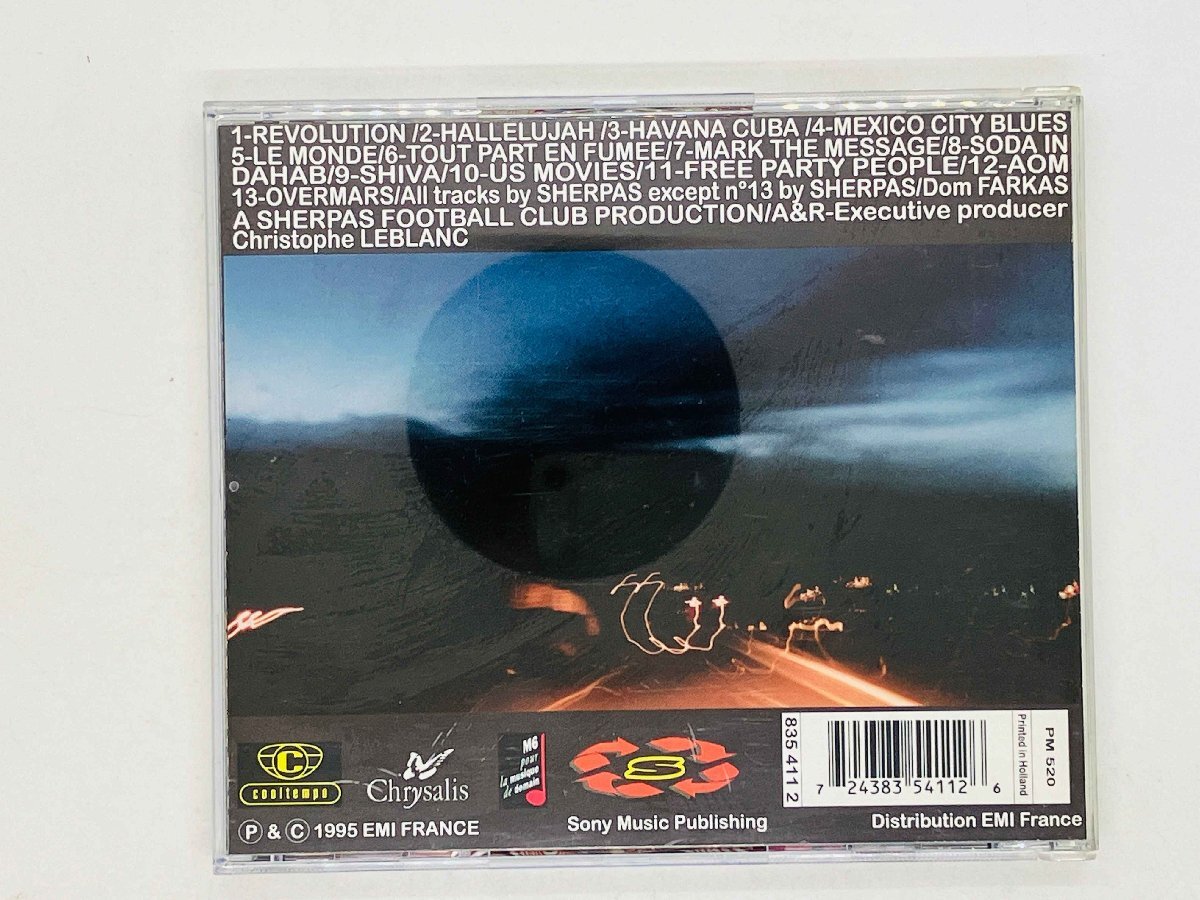 1-REVOLUTION /2-HALLELUJAH /3-HAVANA CUBA /4-MEXICO CITY BLUES
5-LE MONDE/6-TOUT PART EN FUMEE/7-MARK THE MESSAGE/8-SODA IN
DAHAB/9-SHIVA/10-US MOVIES/11-FREE PARTY PEOPLE/12-AOM
13-OVERMARS/All tracks by SHERPAS except n°13 by SHERPAS/Dom FARKAS
A SHERPAS FOOTBALL CLUB PRODUCTION/A&R-Executive producer
Christophe LEBLANC
C
cooltempo
Chrysalis
M6
pour
la musique
de demain
S
835 411 2
7 24383 54112 6
Printed in Holland
PM 520
Ⓟ & © 1995 EMI FRANCE
Sony Music Publishing
Distribution EMI France